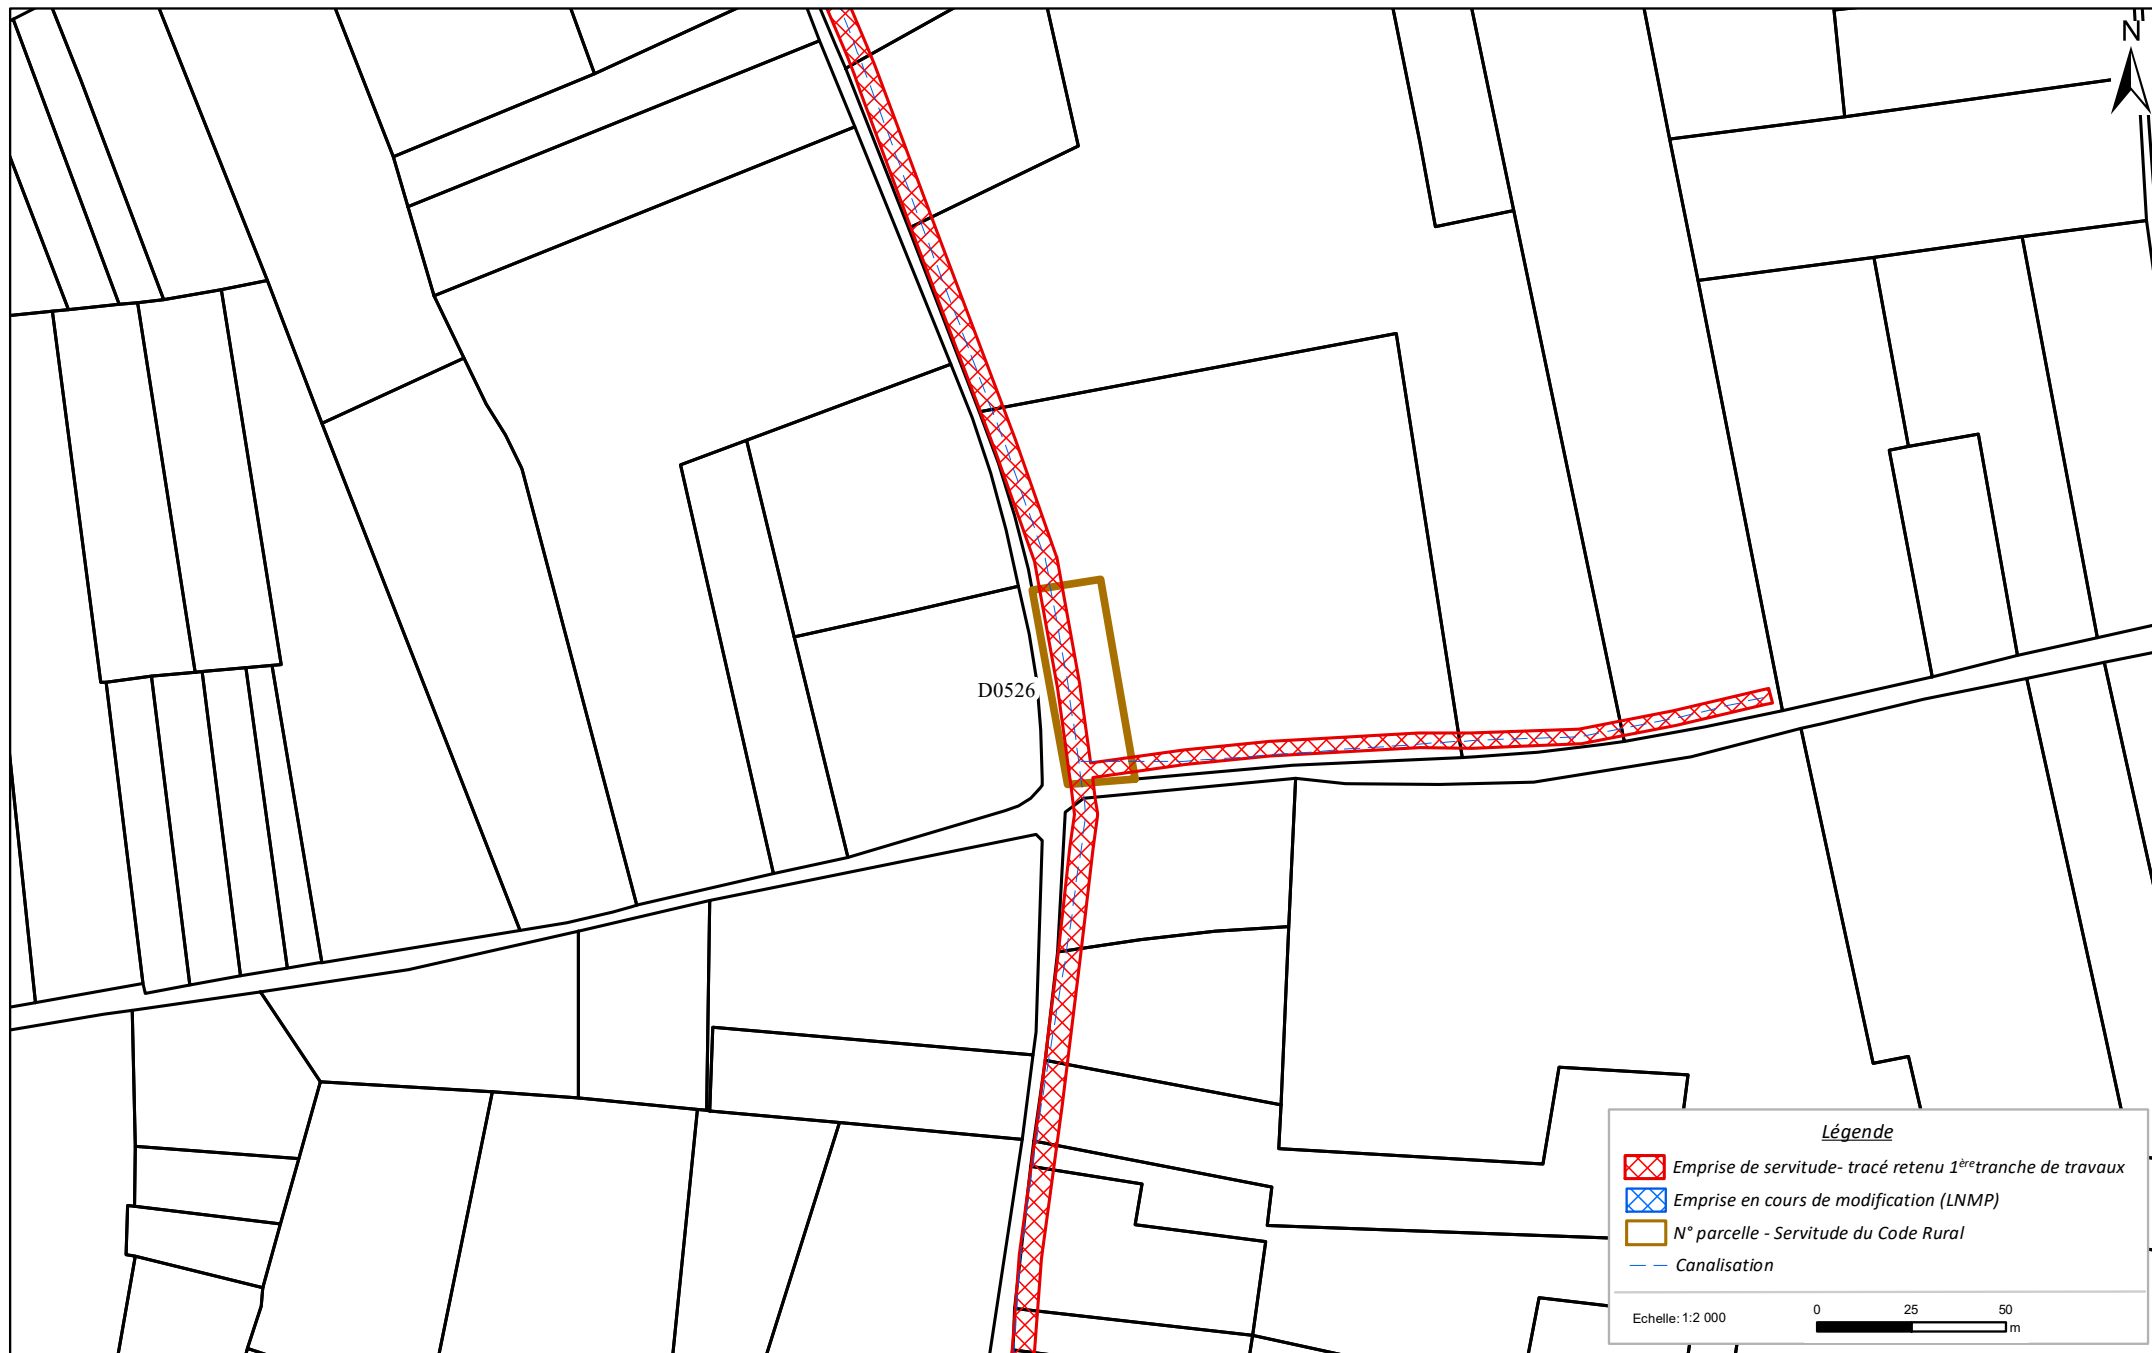 N
D0526
Légende
Emprise de servitude- tracé retenu 1ère tranche de travaux
Emprise en cours de modification (LNMP)
N° parcelle - Servitude du Code Rural
Canalisation
Echelle: 1:2 000
0 25 50
m